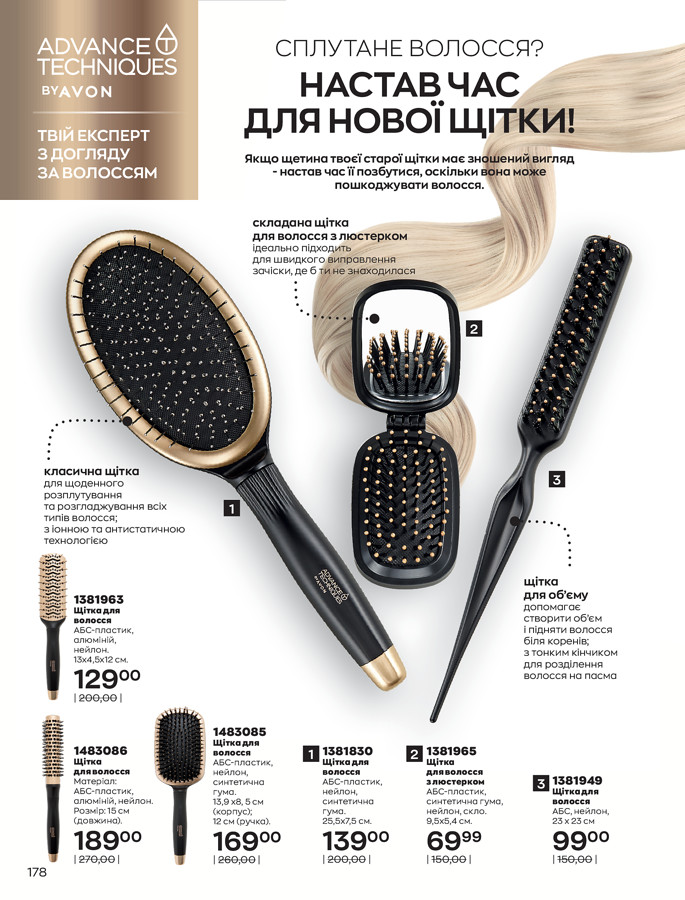 ADVANCE
TECHNIQUES
BY AVON
ТВІЙ ЕКСПЕРТ
З ДОГЛЯДУ
ЗА ВОЛОССЯМ
СПЛУТАНЕ ВОЛОССЯ?
НАСТАВ ЧАС
ДЛЯ НОВОЇ ЩІТКИ!
Якщо щетина твоєї старої щітки має зношений вигляд
- настав час її позбутися, оскільки вона може
пошкоджувати волосся.
складана щітка
для волосся з люстерком
ідеально підходить
для швидкого виправлення
зачіски, де б ти не знаходилася
2
класична щітка
для щоденного
розплутування
та розгладжування всіх
типів волосся;
з іонною та антистатичною
технологією
1
3
ADVANCE
TECHNIQUES
BY AVON
щітка
для об'єму
допомагає
створити об'єм
і підняти волосся
біля коренів;
з тонким кінчиком
для розділення
волосся на пасма
1381963
Щітка для
волосся
АБС-пластик,
алюміній,
нейлон.
13х4,5х12 см.
129 00
| 200,00 |
1483086
Щітка
для волосся
Матеріал:
АБС-пластик,
алюміній, нейлон.
Розмір: 15 см
(довжина).
189 00
| 270,00 |
1483085
Щітка для
волосся
АБС-пластик,
нейлон,
синтетична
гума.
13,9 х8, 5 см
(корпус);
12 см (ручка).
169 00
| 260,00 |
1 1381830
Щітка для
волосся
АБС-пластик,
нейлон,
синтетична
гума.
25,5х7,5 см.
139 00
| 200,00 |
2 1381965
Щітка
для волосся
з люстерком
АБС-пластик,
синтетична гума,
нейлон, скло.
9,5х5,4 см.
69 99
| 150,00 |
3 1381949
Щітка для
волосся
АБС, нейлон,
23 х 23 см
99 00
| 150,00 |
178